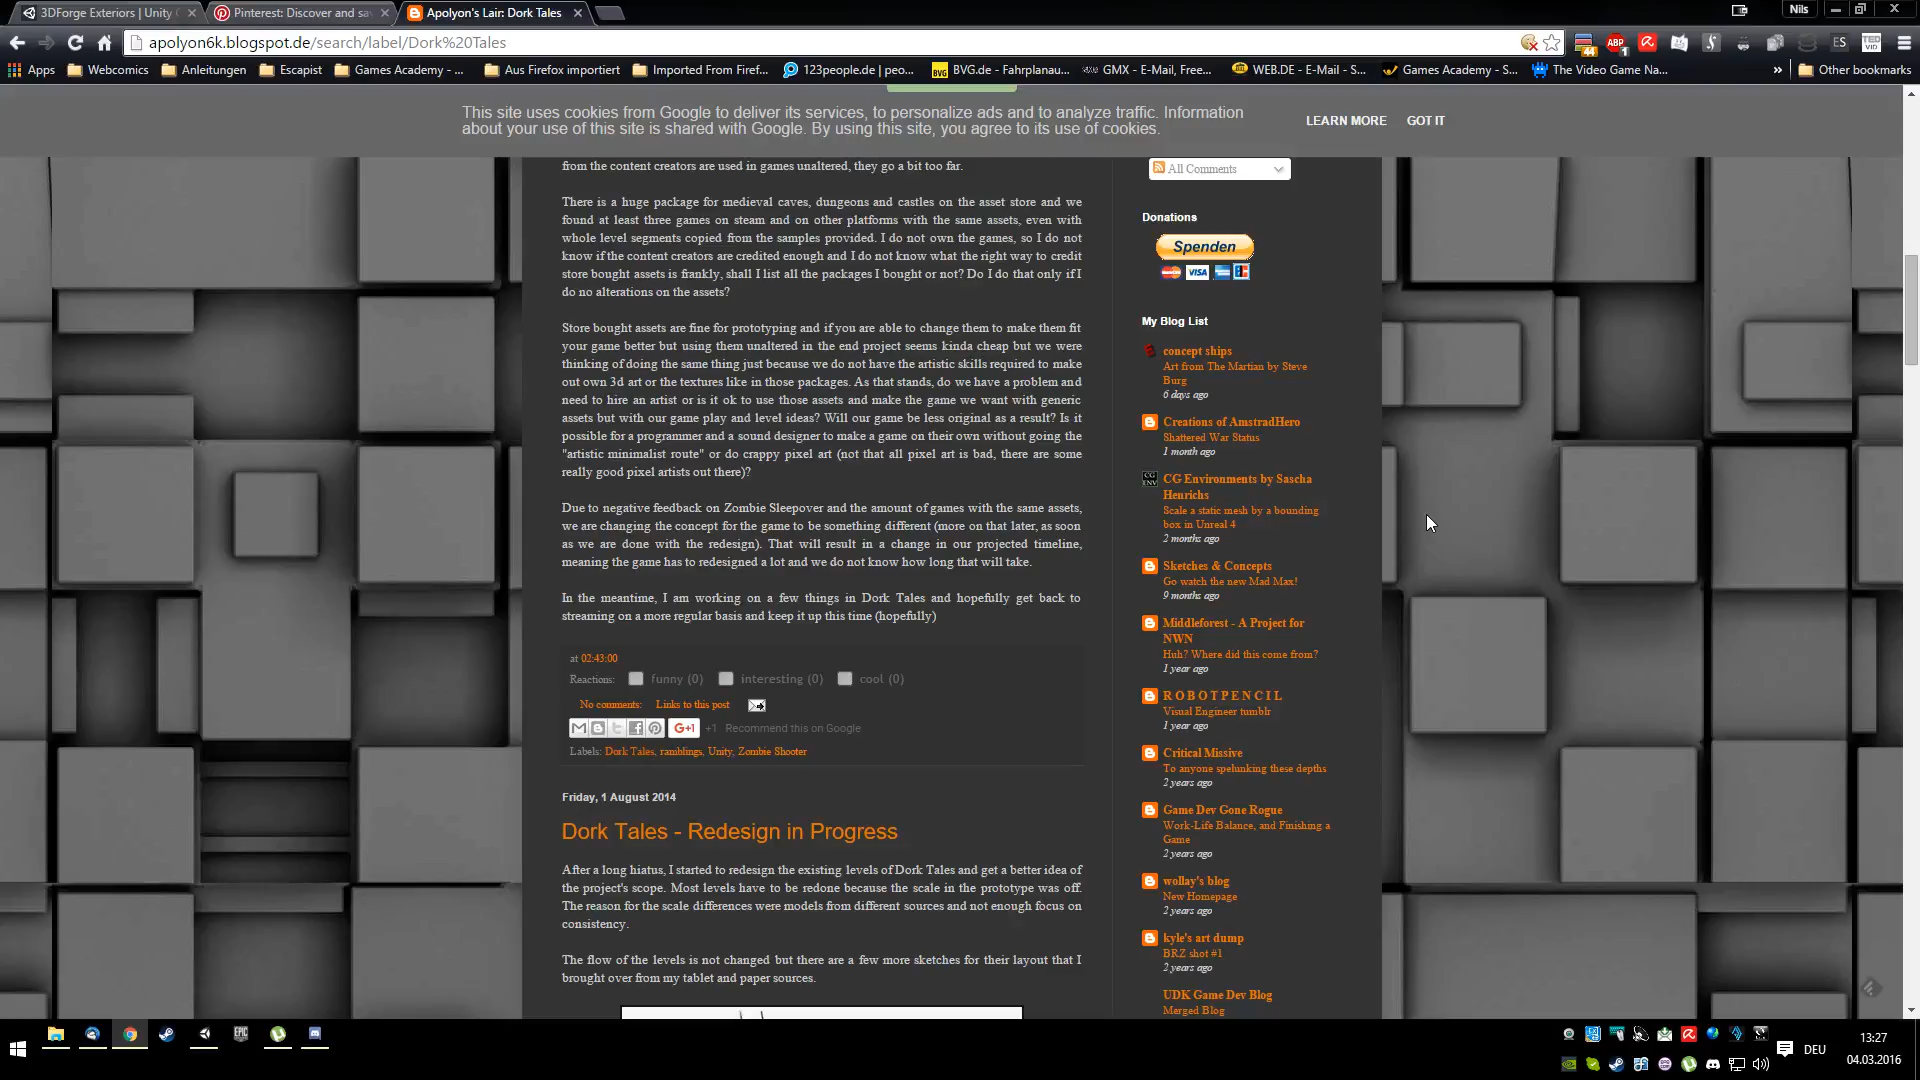 3DForge Exteriors | Unity
Pinterest: Discover and sa
Apolyon's Lair: Dork Tales
Nils
apolyon6k.blogspot.de/search/label/Dork%20Tales
44
ABP
1
ES
TED
Apps
Webcomics
Anleitungen
Escapist
Games Academy - ...
Aus Firefox importiert
Imported From Firef...
123people.de | peo...
BVG
BVG.de - Fahrplanau...
GMX - E-Mail, Free...
WEB.DE - E-Mail - S...
Games Academy - S...
The Video Game Na...
»
Other bookmarks
This site uses cookies from Google to deliver its services, to personalize ads and to analyze traffic. Information
about your use of this site is shared with Google. By using this site, you agree to its use of cookies.
LEARN MORE
GOT IT
from the content creators are used in games unaltered, they go a bit too far.
There is a huge package for medieval caves, dungeons and castles on the asset store and we
found at least three games on steam and on other platforms with the same assets, even with
whole level segments copied from the samples provided. I do not own the games, so I do not
know if the content creators are credited enough and I do not know what the right way to credit
store bought assets is frankly, shall I list all the packages I bought or not? Do I do that only if I
do no alterations on the assets?
Store bought assets are fine for prototyping and if you are able to change them to make them fit
your game better but using them unaltered in the end project seems kinda cheap but we were
thinking of doing the same thing just because we do not have the artistic skills required to make
out own 3d art or the textures like in those packages. As that stands, do we have a problem and
need to hire an artist or is it ok to use those assets and make the game we want with generic
assets but with our game play and level ideas? Will our game be less original as a result? Is it
possible for a programmer and a sound designer to make a game on their own without going the
"artistic minimalist route" or do crappy pixel art (not that all pixel art is bad, there are some
really good pixel artists out there)?
Due to negative feedback on Zombie Sleepover and the amount of games with the same assets,
we are changing the concept for the game to be something different (more on that later, as soon
as we are done with the redesign). That will result in a change in our projected timeline,
meaning the game has to redesigned a lot and we do not know how long that will take.
In the meantime, I am working on a few things in Dork Tales and hopefully get back to
streaming on a more regular basis and keep it up this time (hopefully)
at 02:43:00
Reactions: funny (0) interesting (0) cool (0)
No comments: Links to this post
G+1 +1 Recommend this on Google
Labels: Dork Tales, ramblings, Unity, Zombie Shooter
Friday, 1 August 2014
Dork Tales - Redesign in Progress
After a long hiatus, I started to redesign the existing levels of Dork Tales and get a better idea of
the project's scope. Most levels have to be redone because the scale in the prototype was off.
The reason for the scale differences were models from different sources and not enough focus on
consistency.
The flow of the levels is not changed but there are a few more sketches for their layout that I
brought over from my tablet and paper sources.
All Comments
Donations
Spenden
VISA
My Blog List
concept ships
Art from The Martian by Steve
Burg
6 days ago
Creations of AmstradHero
Shattered War Status
1 month ago
CG
ENV
CG Environments by Sascha
Henrichs
Scale a static mesh by a bounding
box in Unreal 4
2 months ago
Sketches & Concepts
Go watch the new Mad Max!
9 months ago
Middleforest - A Project for
NWN
Huh? Where did this come from?
1 year ago
R O B O T P E N C I L
Visual Engineer tumblr
1 year ago
Critical Missive
To anyone spelunking these depths
2 years ago
Game Dev Gone Rogue
Work-Life Balance, and Finishing a
Game
2 years ago
wollay's blog
New Homepage
2 years ago
kyle's art dump
BRZ shot #1
2 years ago
UDK Game Dev Blog
Merged Blog
EPIC
DEU
13:27
04.03.2016